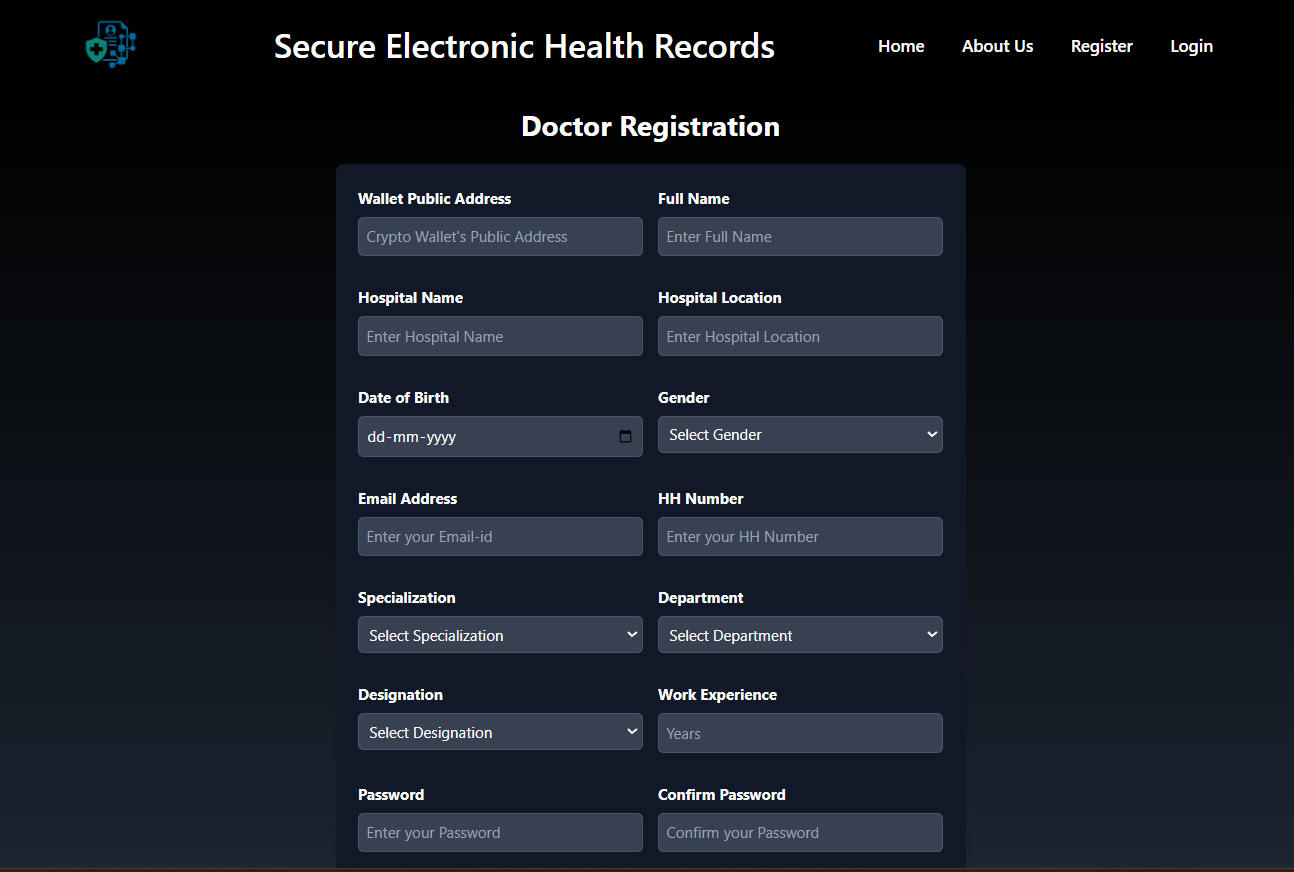 Secure Electronic Health Records
Home About Us Register Login
Doctor Registration
Wallet Public Address Full Name
Crypto Wallet's Public Address Enter Full Name
Hospital Name Hospital Location
Enter Hospital Name Enter Hospital Location
Date of Birth Gender
dd-mm-yyyy Select Gender
Email Address HH Number
Enter your Email-id Enter your HH Number
Specialization Department
Select Specialization Select Department
Designation Work Experience
Select Designation Years
Password Confirm Password
Enter your Password Confirm your Password